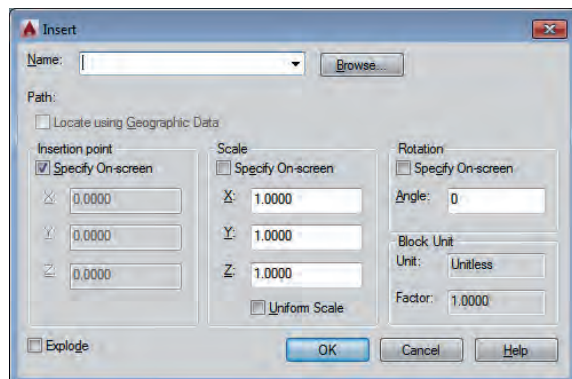 Insert
Name:
Browse...
Path:
Locate using Geographic Data
Insertion point
Specify On-screen
X: 0.0000
Y: 0.0000
Z: 0.0000
Scale
Specify On-screen
X: 1.0000
Y: 1.0000
Z: 1.0000
Uniform Scale
Rotation
Specify On-screen
Angle: 0
Block Unit
Unit: Unitless
Factor: 1.0000
Explode
OK
Cancel
Help